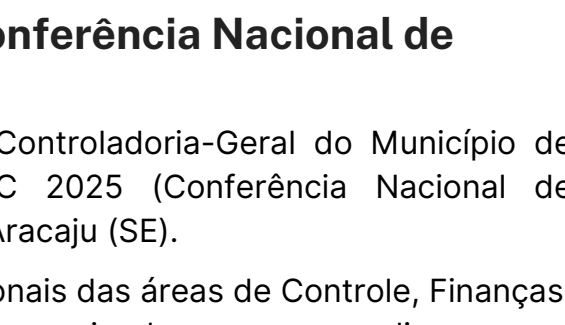 onferência Nacional de
Controladoria-Geral do Município de
C 2025 (Conferência Nacional de
Aracaju (SE).
onais das áreas de Controle, Finanças